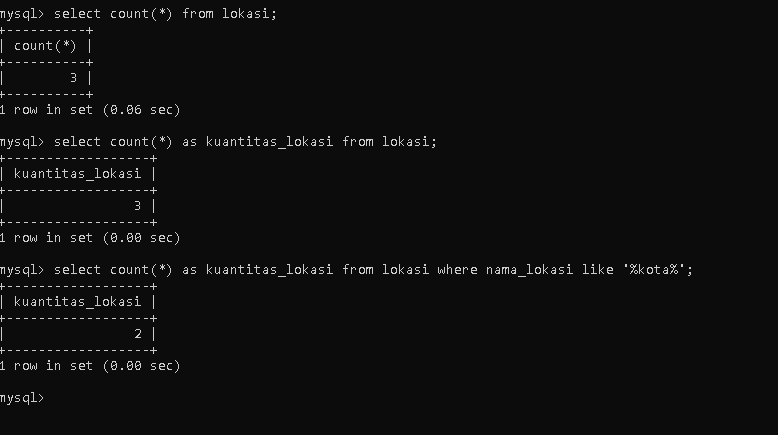 mysql> select count(*) from lokasi;
+----------+
| count(*) |
+----------+
|        3 |
+----------+
1 row in set (0.06 sec)
mysql> select count(*) as kuantitas_lokasi from lokasi;
+------------------+
| kuantitas_lokasi |
+------------------+
|                3 |
+------------------+
1 row in set (0.00 sec)
mysql> select count(*) as kuantitas_lokasi from lokasi where nama_lokasi like '%kota%';
+------------------+
| kuantitas_lokasi |
+------------------+
|                2 |
+------------------+
1 row in set (0.00 sec)
mysql>